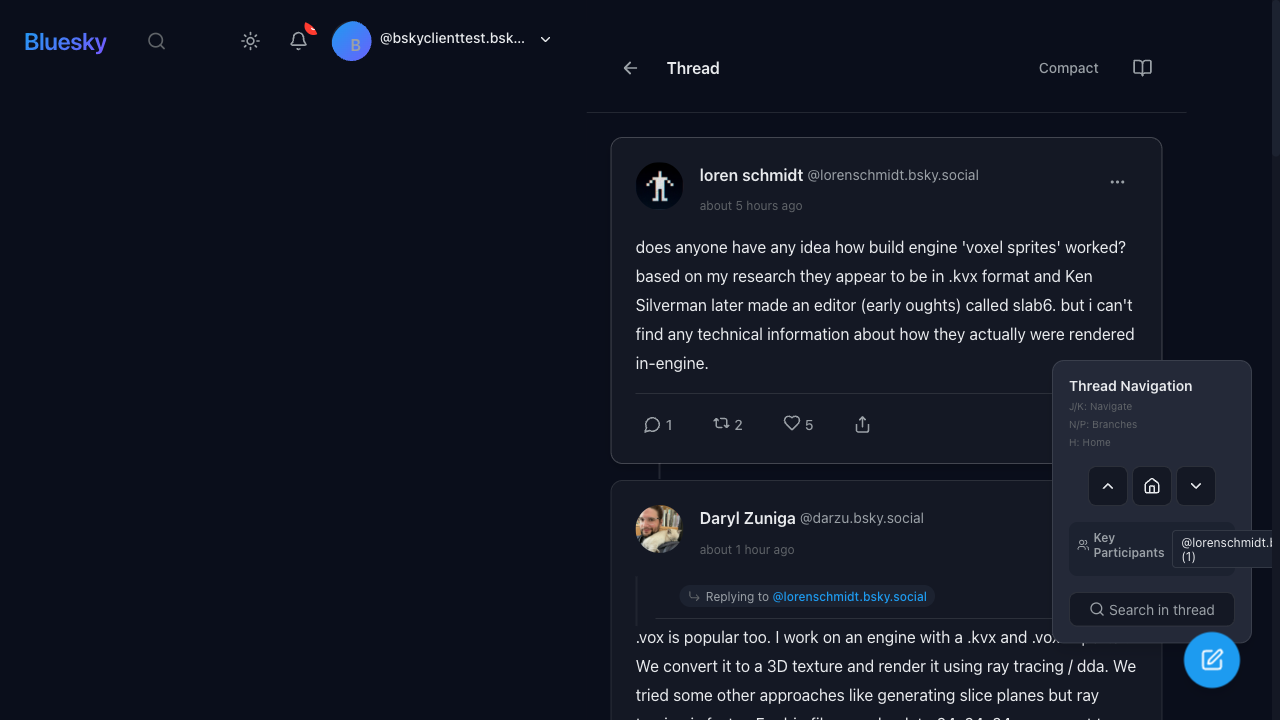 Bluesky
B
@bskyclienttest.bsk...
Thread
Compact
loren schmidt @lorenschmidt.bsky.social
about 5 hours ago
does anyone have any idea how build engine 'voxel sprites' worked?
based on my research they appear to be in .kvx format and Ken
Silverman later made an editor (early oughts) called slab6. but i can't
find any technical information about how they actually were rendered
in-engine.
1 2 5
Daryl Zuniga @darzu.bsky.social
about 1 hour ago
Replying to @lorenschmidt.bsky.social
.vox is popular too. I work on an engine with a .kvx and .vox
We convert it to a 3D texture and render it using ray tracing / dda. We
tried some other approaches like generating slice planes but ray
Thread Navigation
J/K: Navigate
N/P: Branches
H: Home
Key
Participants
@lorenschmidt.b
(1)
Search in thread